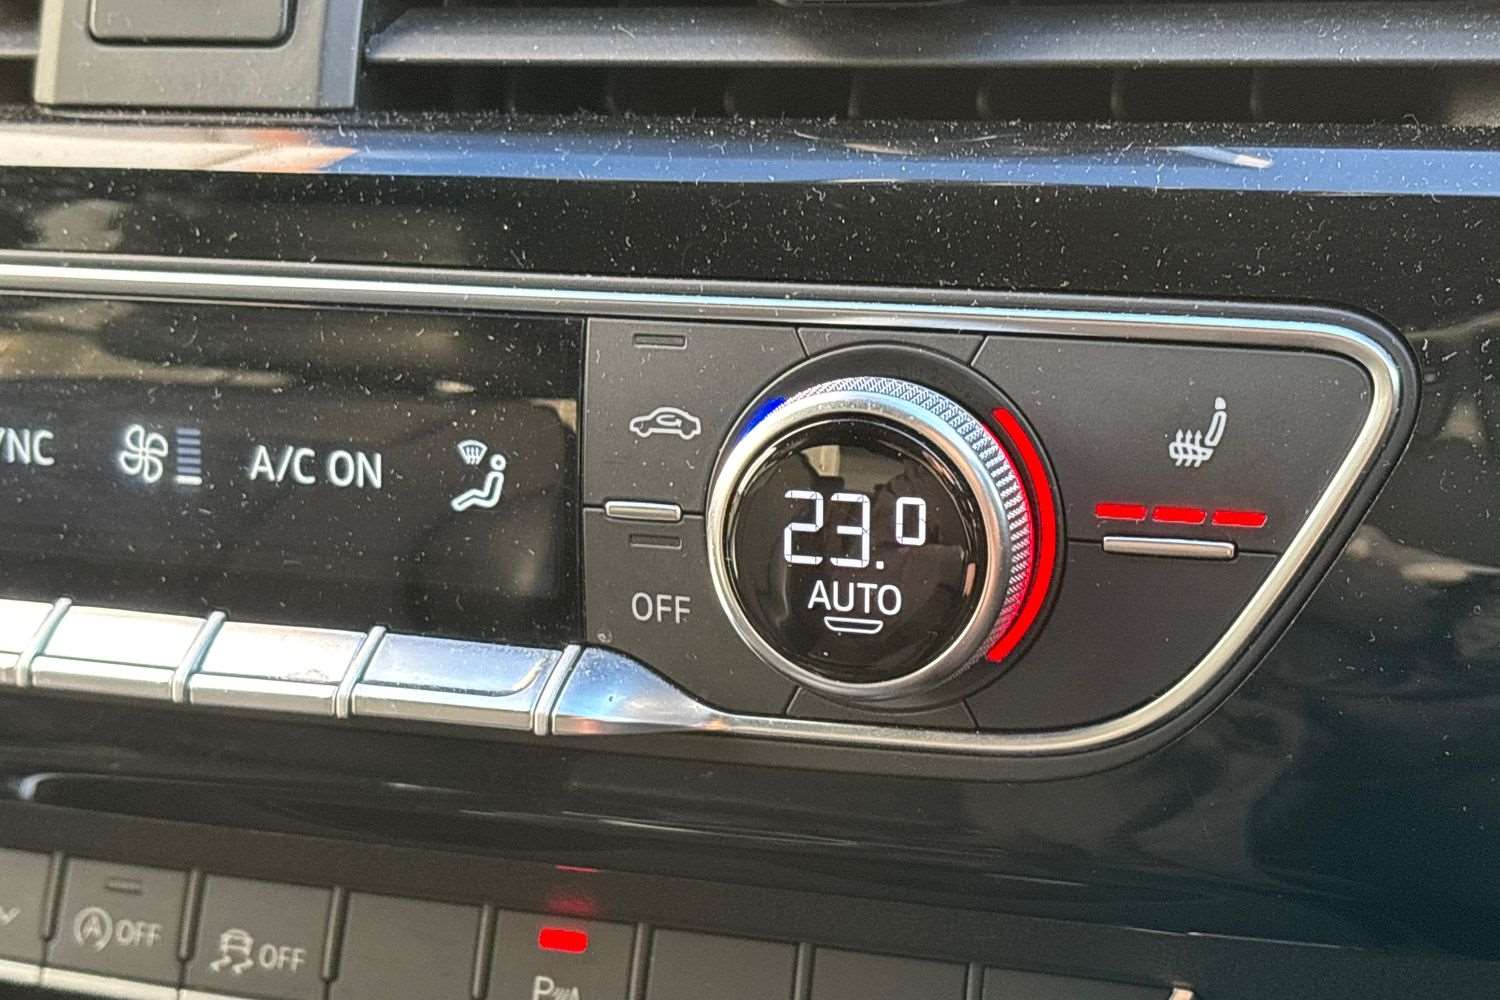 YNC
A/C ON
23.0
AUTO
OFF
A OFF
OFF
P